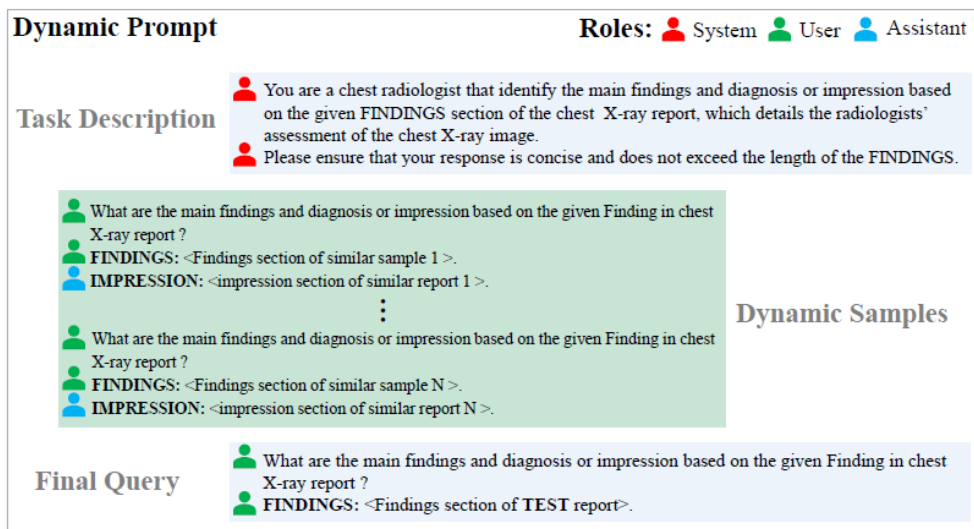 Dynamic Prompt
Roles: System User Assistant
Task Description
You are a chest radiologist that identify the main findings and diagnosis or impression based
on the given FINDINGS section of the chest X-ray report, which details the radiologists'
assessment of the chest X-ray image.
Please ensure that your response is concise and does not exceed the length of the FINDINGS.
What are the main findings and diagnosis or impression based on the given Finding in chest
X-ray report ?
FINDINGS: <Findings section of similar sample 1 >.
IMPRESSION: <impression section of similar report 1 >.
⋮
What are the main findings and diagnosis or impression based on the given Finding in chest
X-ray report ?
FINDINGS: <Findings section of similar sample N >.
IMPRESSION: <impression section of similar report N >.
Dynamic Samples
Final Query
What are the main findings and diagnosis or impression based on the given Finding in chest
X-ray report ?
FINDINGS: <Findings section of TEST report>.